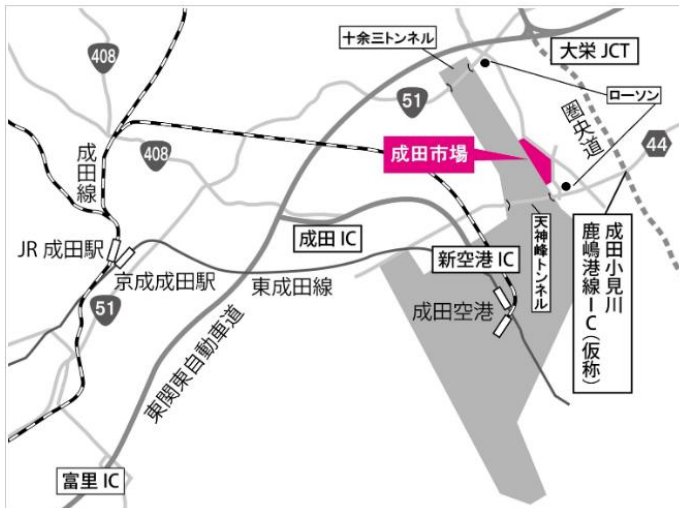 十余三トンネル
大栄 JCT
408
51
ローソン
圏央道
成田市場
44
408
成田線
成田 IC
天神峰トンネル
成田小見川
鹿嶋港線IC(仮称)
JR 成田駅
新空港 IC
京成成田駅
東成田線
成田空港
51
東関東自動車道
富里 IC